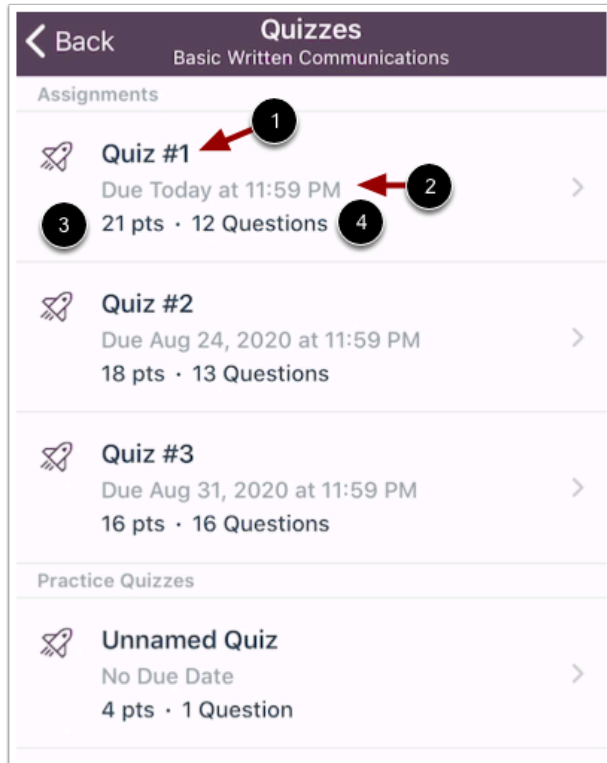 Back
Quizzes
Basic Written Communications
Assignments
1
Quiz #1
Due Today at 11:59 PM
2
3
21 pts · 12 Questions
4
Quiz #2
Due Aug 24, 2020 at 11:59 PM
18 pts · 13 Questions
Quiz #3
Due Aug 31, 2020 at 11:59 PM
16 pts · 16 Questions
Practice Quizzes
Unnamed Quiz
No Due Date
4 pts · 1 Question